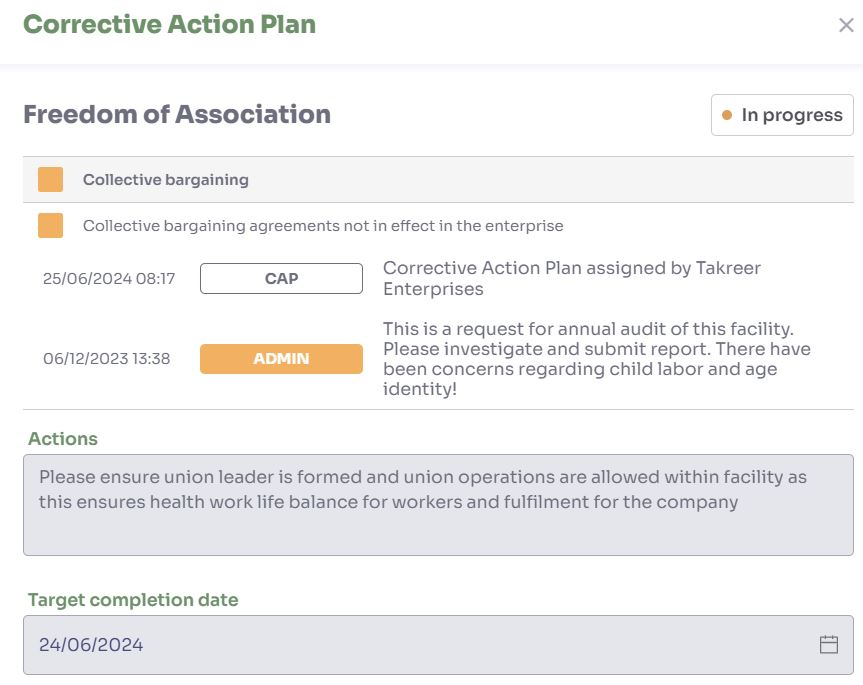 Corrective Action Plan
Freedom of Association
In progress
Collective bargaining
Collective bargaining agreements not in effect in the enterprise
25/06/2024 08:17
CAP
Corrective Action Plan assigned by Takreer
Enterprises
06/12/2023 13:38
ADMIN
This is a request for annual audit of this facility.
Please investigate and submit report. There have
been concerns regarding child labor and age
identity!
Actions
Please ensure union leader is formed and union operations are allowed within facility as
this ensures health work life balance for workers and fulfilment for the company
Target completion date
24/06/2024